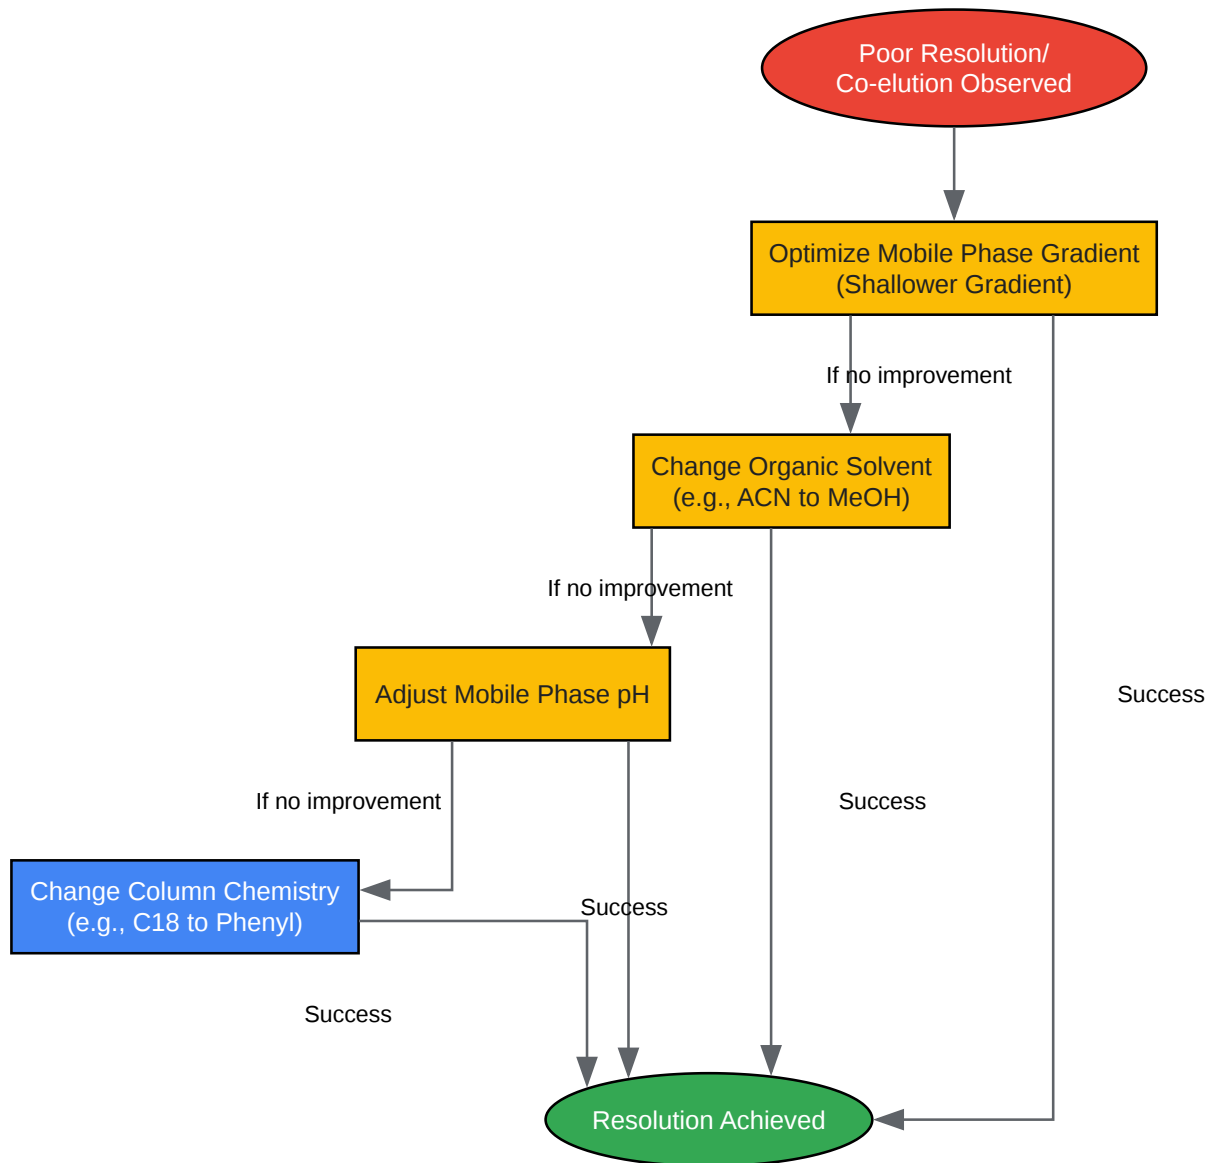 Poor Resolution/
Co-elution Observed
Optimize Mobile Phase Gradient
(Shallower Gradient)
If no improvement
Change Organic Solvent
(e.g., ACN to MeOH)
If no improvement
Adjust Mobile Phase pH
Success
If no improvement
Success
Change Column Chemistry
(e.g., C18 to Phenyl)
Success
Success
Resolution Achieved